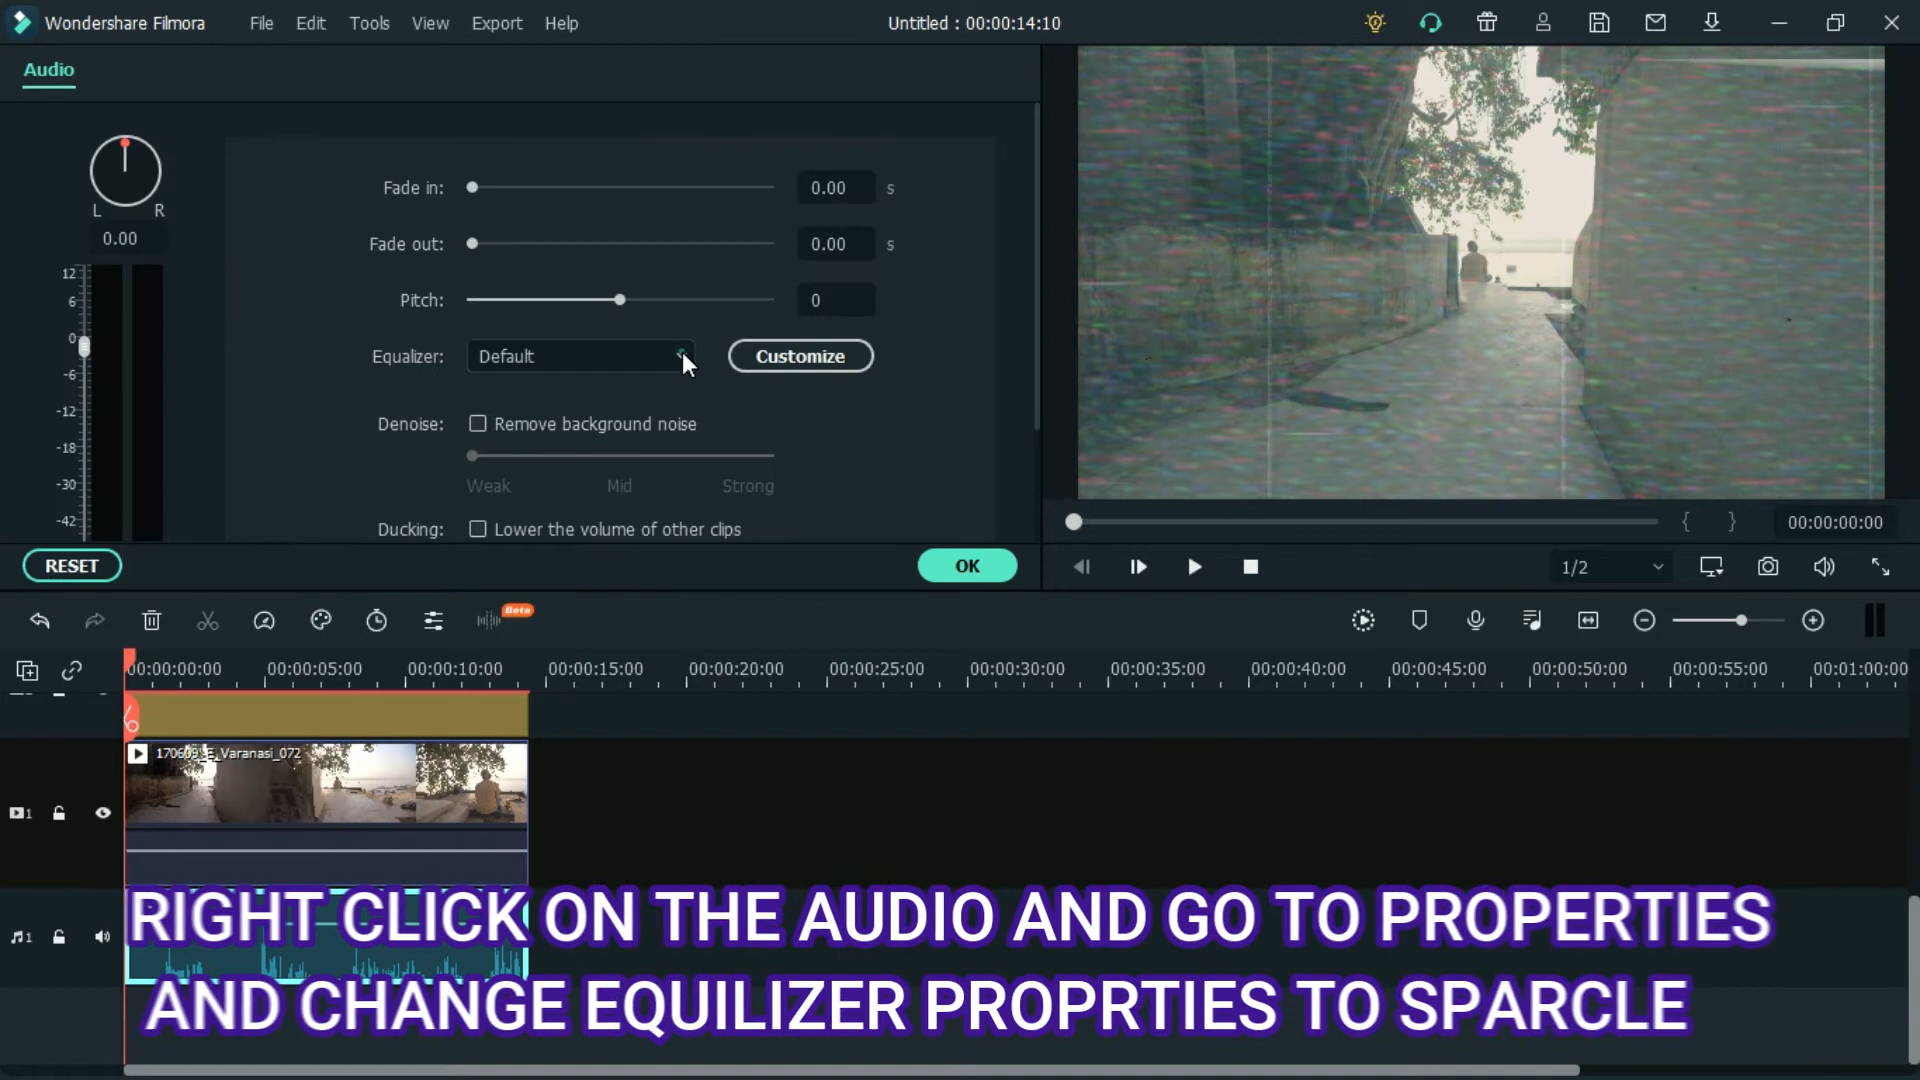 Wondershare Filmora File Edit Tools View Export Help Untitled : 00:00:14:10
Audio
L R
0.00
12
6
0
-6
-12
-18
-30
-42
Fade in: 0.00 s
Fade out: 0.00 s
Pitch: 0
Equalizer: Default Customize
Denoise: Remove background noise
Weak Mid Strong
Ducking: Lower the volume of other clips
RESET OK
{ } 00:00:00:00
1/2
Beta
00:00:00:00 00:00:05:00 00:00:10:00 00:00:15:00 00:00:20:00 00:00:25:00 00:00:30:00 00:00:35:00 00:00:40:00 00:00:45:00 00:00:50:00 00:00:55:00 00:01:00:00
170609_E_Varanasi_072
1
1
RIGHT CLICK ON THE AUDIO AND GO TO PROPERTIES
AND CHANGE EQUILIZER PROPRTIES TO SPARCLE